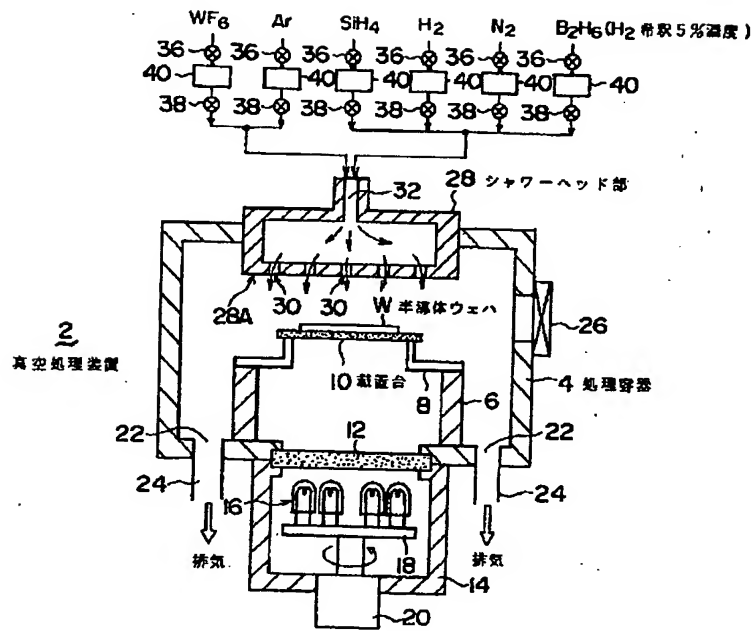 WF6 Ar SiH4 H2 N2 B2H6(H2 希釈5%濃度)
36 36 36 36 36 36
40 40 40 40 40 40
38 38 38 38 38 38
32
28 シャワーヘッド部
28A 30 30
W 半導体ウェハ
26
2
真空処理装置
10 載置台
8 6 4 処理容器
22 12 22
24 24
16
18
排気 排気
14
20